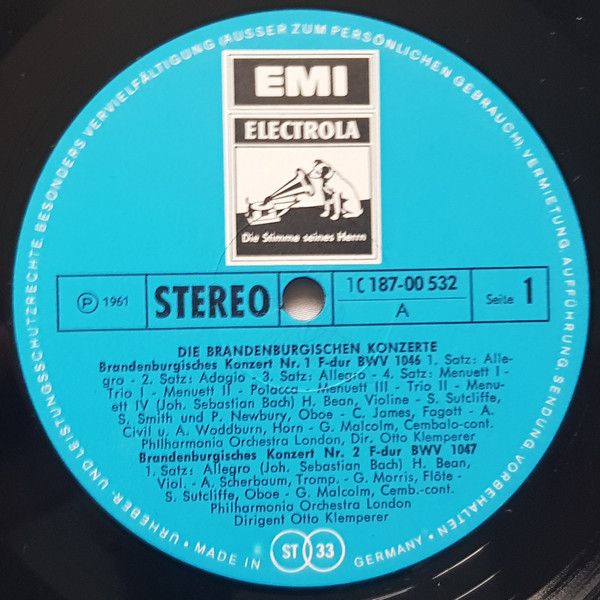 EMI
ELECTROLA
Die Stimme seines Herrn
Ⓟ 1961
STEREO
1C 187-00 532
A
Seite 1
DIE BRANDENBURGISCHEN KONZERTE
Brandenburgisches Konzert Nr. 1 F-dur BWV 1046 1. Satz: Alle-
gro - 2. Satz: Adagio - 3. Satz: Allegro - 4. Satz: Menuett I -
Trio I - Menuett II - Polacca - Menuett III - Trio II - Menu-
ett IV (Joh. Sebastian Bach) H. Bean, Violine - S. Sutcliffe,
S. Smith und P. Newbury, Oboe - C. James, Fagott - A.
Civil u. A. Woddburn, Horn - G. Malcolm, Cembalo-cont.
Philharmonia Orchestra London, Dir. Otto Klemperer
Brandenburgisches Konzert Nr. 2 F-dur BWV 1047
1. Satz: Allegro (Joh. Sebastian Bach) H. Bean,
Viol. - A. Scherbaum, Tromp. - G. Morris, Flöte -
S. Sutcliffe, Oboe - G. Malcolm, Cemb.-cont.
Philharmonia Orchestra London
Dirigent Otto Klemperer
URHEBER- UND LEISTUNGSSCHUTZRECHTE BESONDERS VERVIELFÄLTIGUNG (AUSSER ZUM PERSÖNLICHEN GEBRAUCH), VERMIETUNG AUFFÜHRUNG, SENDUNG VORBEHALTEN
• MADE IN ST 33 GERMANY •